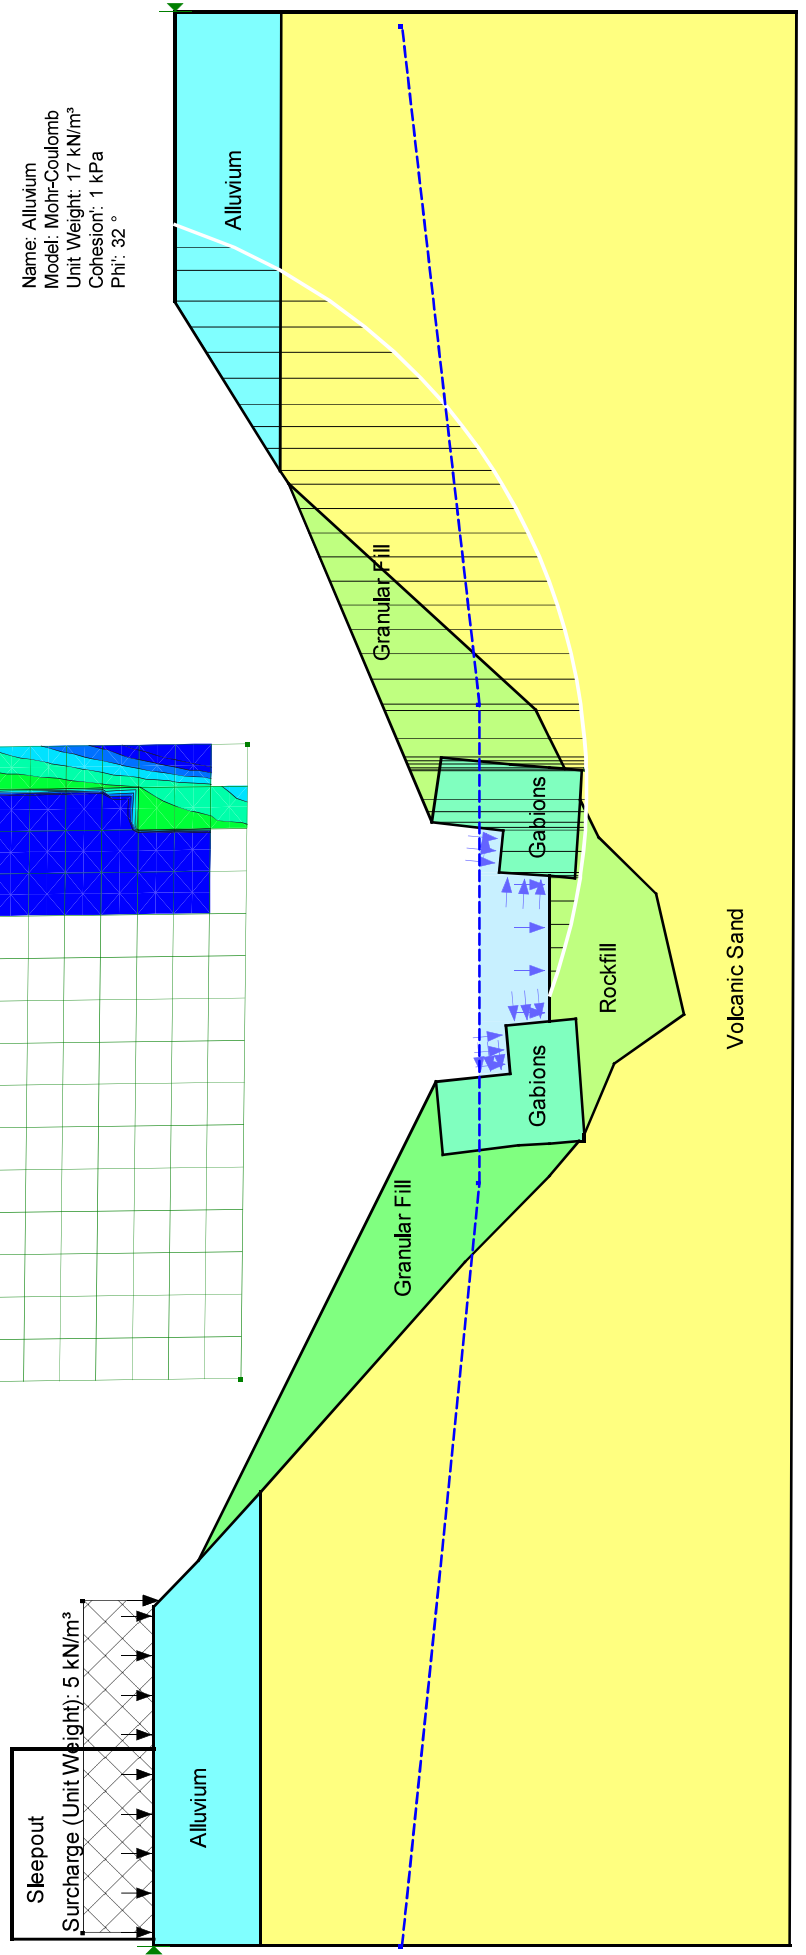 Name: Alluvium
Model: Mohr-Coulomb
Unit Weight: 17 kN/m³
Cohesion': 1 kPa
Phi': 32 °
Sleepout
Surcharge (Unit Weight): 5 kN/m³
Alluvium
Alluvium
Granular Fill
Granular Fill
Gabions
Gabions
Rockfill
Volcanic Sand